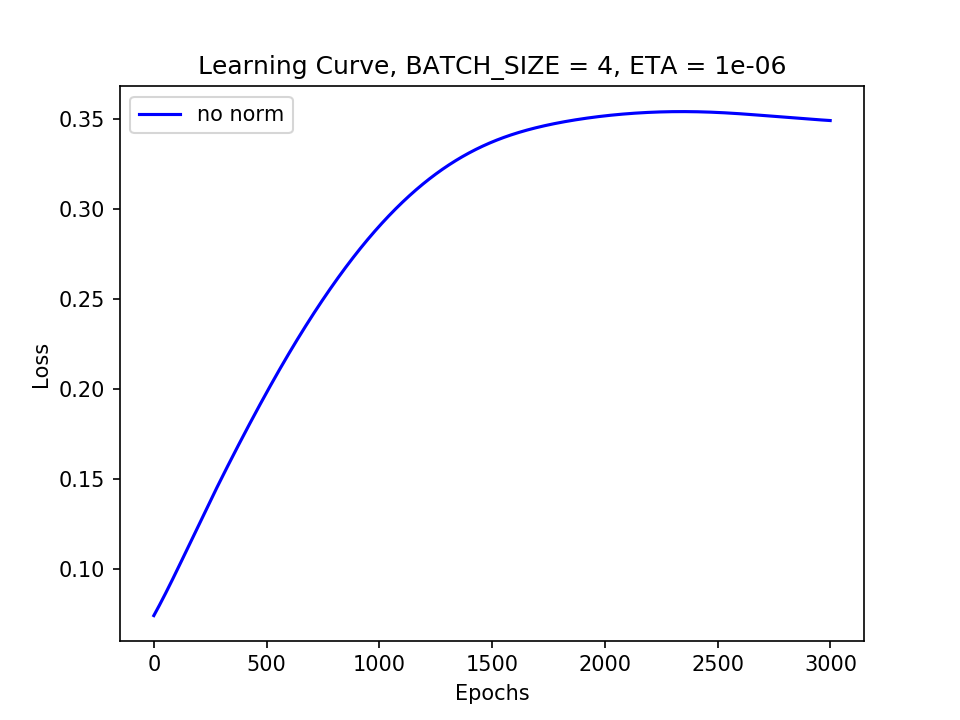 Learning Curve, BATCH_SIZE = 4, ETA = 1e-06
no norm
0.35
0.30
0.25
0.20
0.15
0.10
Loss
0 500 1000 1500 2000 2500 3000
Epochs